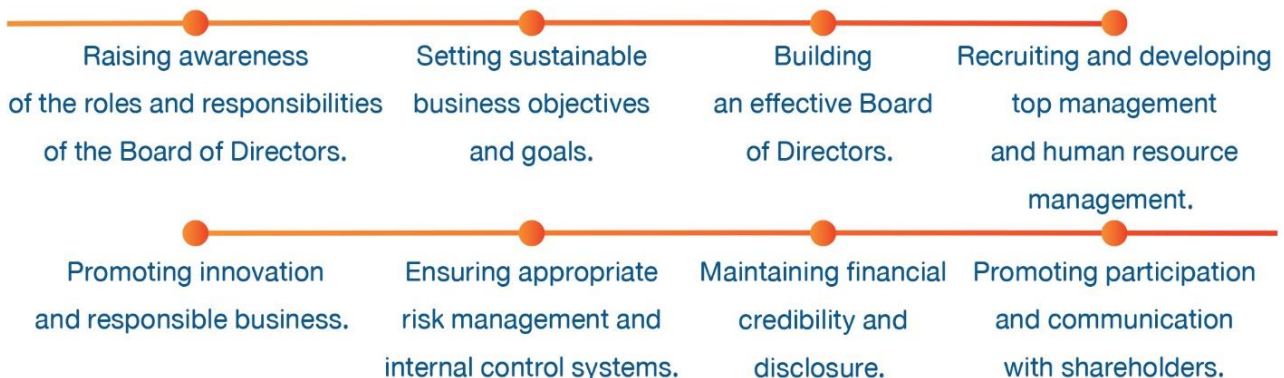 Raising awareness
of the roles and responsibilities
of the Board of Directors.
Setting sustainable
business objectives
and goals.
Building
an effective Board
of Directors.
Recruiting and developing
top management
and human resource
management.
Promoting innovation
and responsible business.
Ensuring appropriate
risk management and
internal control systems.
Maintaining financial
credibility and
disclosure.
Promoting participation
and communication
with shareholders.